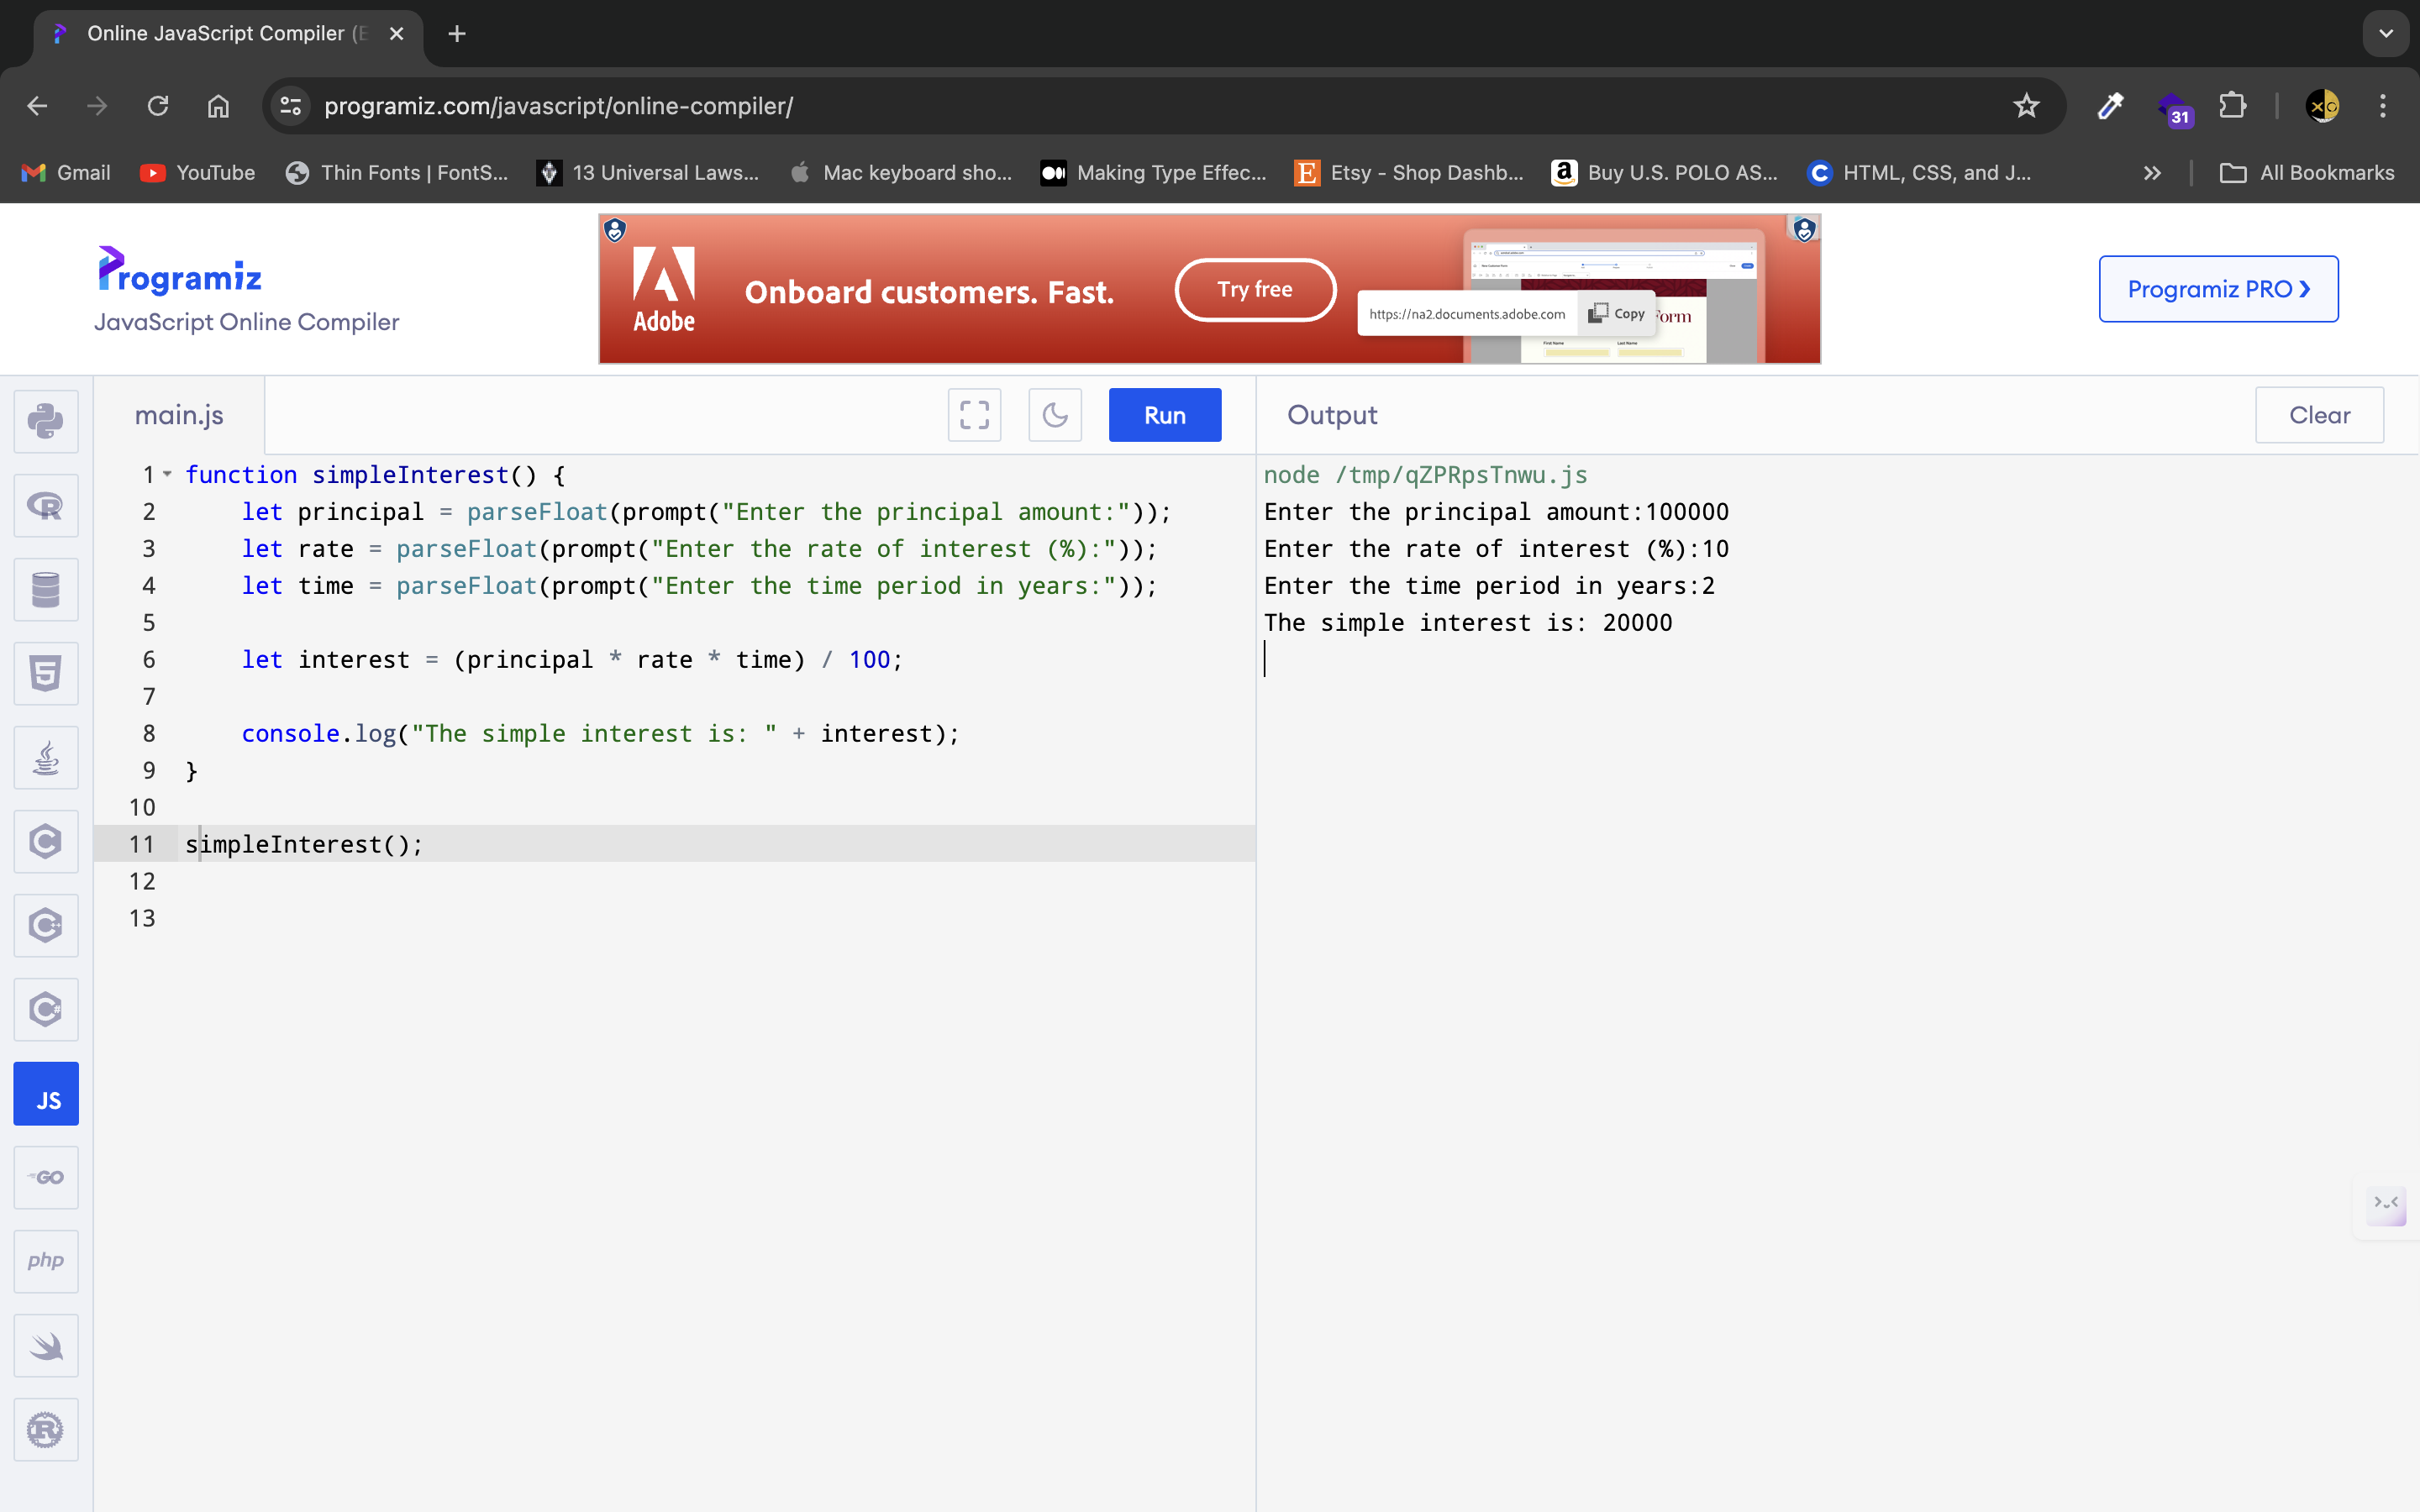 Online JavaScript Compiler (E
programiz.com/javascript/online-compiler/
31
Gmail
YouTube
Thin Fonts | FontS...
13 Universal Laws...
Mac keyboard sho...
Making Type Effec...
Etsy - Shop Dashb...
Buy U.S. POLO AS...
HTML, CSS, and J...
All Bookmarks
Programiz
JavaScript Online Compiler
Adobe
Onboard customers. Fast.
Try free
https://na2.documents.adobe.com
Copy
Form
First Name
Last Name
Programiz PRO ❯
main.js
Run
Output
Clear
1 function simpleInterest() {
2     let principal = parseFloat(prompt("Enter the principal amount:"));
3     let rate = parseFloat(prompt("Enter the rate of interest (%):"));
4     let time = parseFloat(prompt("Enter the time period in years:"));
5
6     let interest = (principal * rate * time) / 100;
7
8     console.log("The simple interest is: " + interest);
9 }
10
11 simpleInterest();
12
13
node /tmp/qZPRpsTnwu.js
Enter the principal amount:100000
Enter the rate of interest (%):10
Enter the time period in years:2
The simple interest is: 20000
R
5
C
C++
C#
JS
GO
php
R